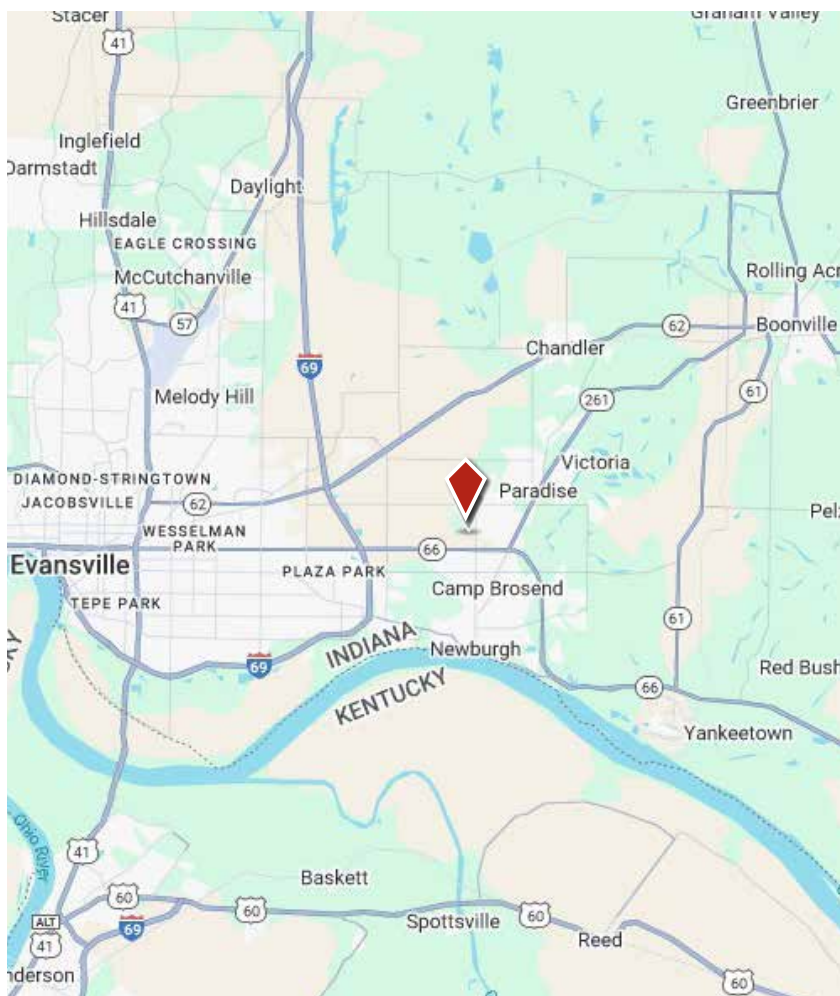 Stacer
41
Graham Valley
Greenbrier
Inglefield
Darmstadt
Daylight
Hillsdale
EAGLE CROSSING
McCutchanville
Rolling Acr
41
57
62
Boonville
Chandler
69
61
Melody Hill
261
Victoria
DIAMOND-STRINGTOWN
Paradise
JACOBSVILLE
62
Pelz
WESSELMAN
PARK
66
Evansville
PLAZA PARK
Camp Brosend
TEPE PARK
61
INDIANA
Newburgh
KY
69
KENTUCKY
Red Bush
66
Yankeetown
Ohio River
41
Baskett
60
60
ALT
41
69
Spottsville
60
Reed
nderson
60